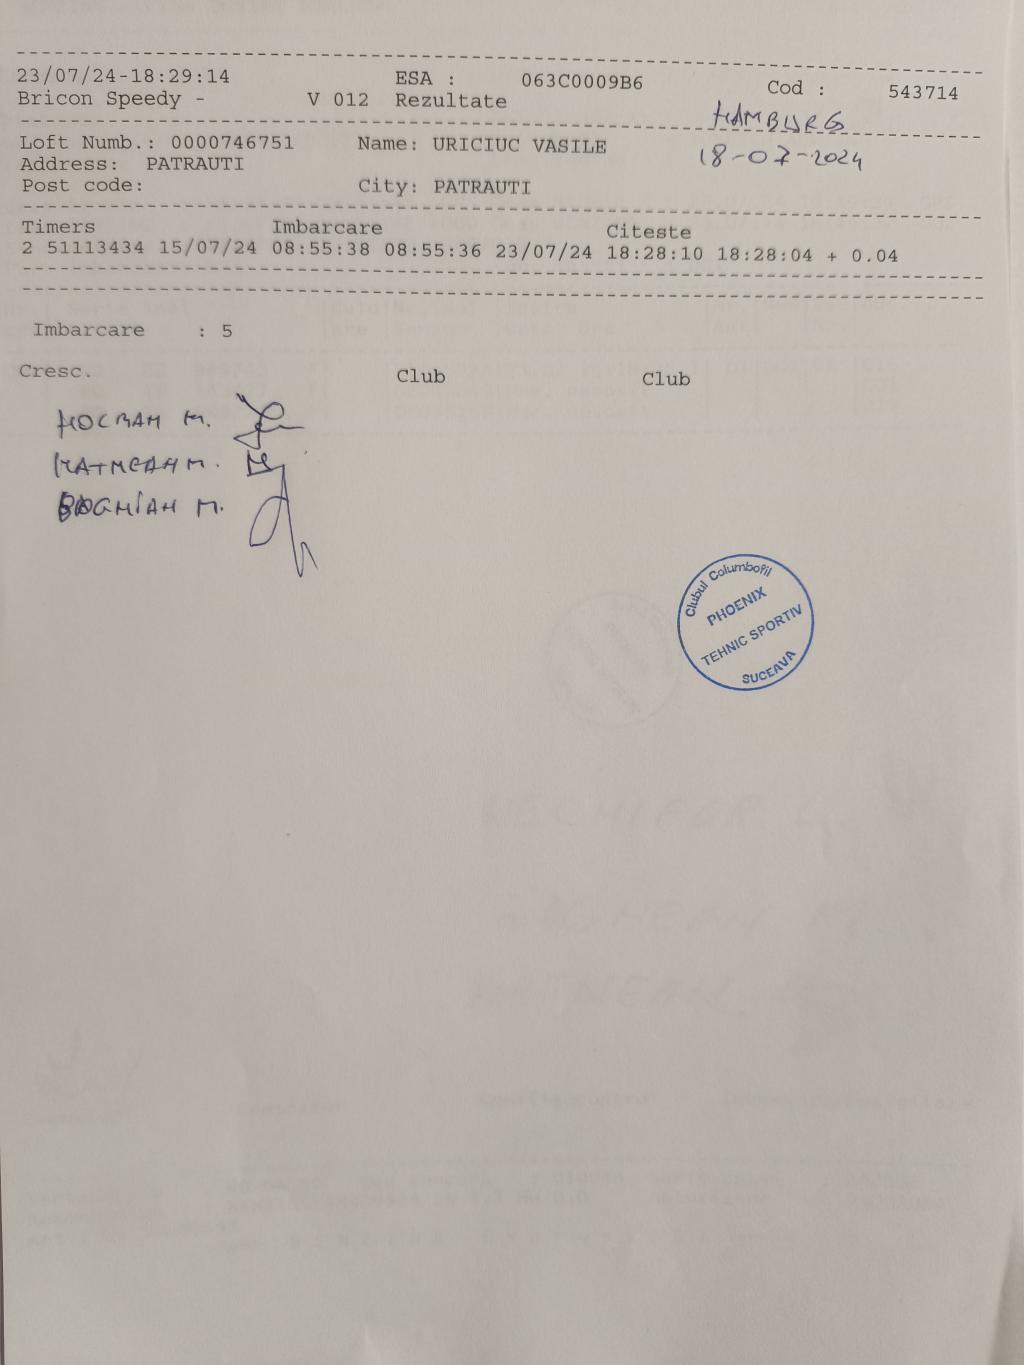 23/07/24-18:29:14 ESA : 063C0009B6 Cod : 543714
Bricon Speedy - V 012 Rezultate
HAMBURG
18-07-2024
Loft Numb.: 0000746751 Name: URICIUC VASILE
Address: PATRAUTI
Post code: City: PATRAUTI
Timers Imbarcare Citeste
2 51113434 15/07/24 08:55:38 08:55:36 23/07/24 18:28:10 18:28:04 + 0.04
Imbarcare : 5
Cresc. Club Club
M.
M.
M.
Clubul Columbofil
PHOENIX
TEHNIC SPORTIV
SUCEAVA